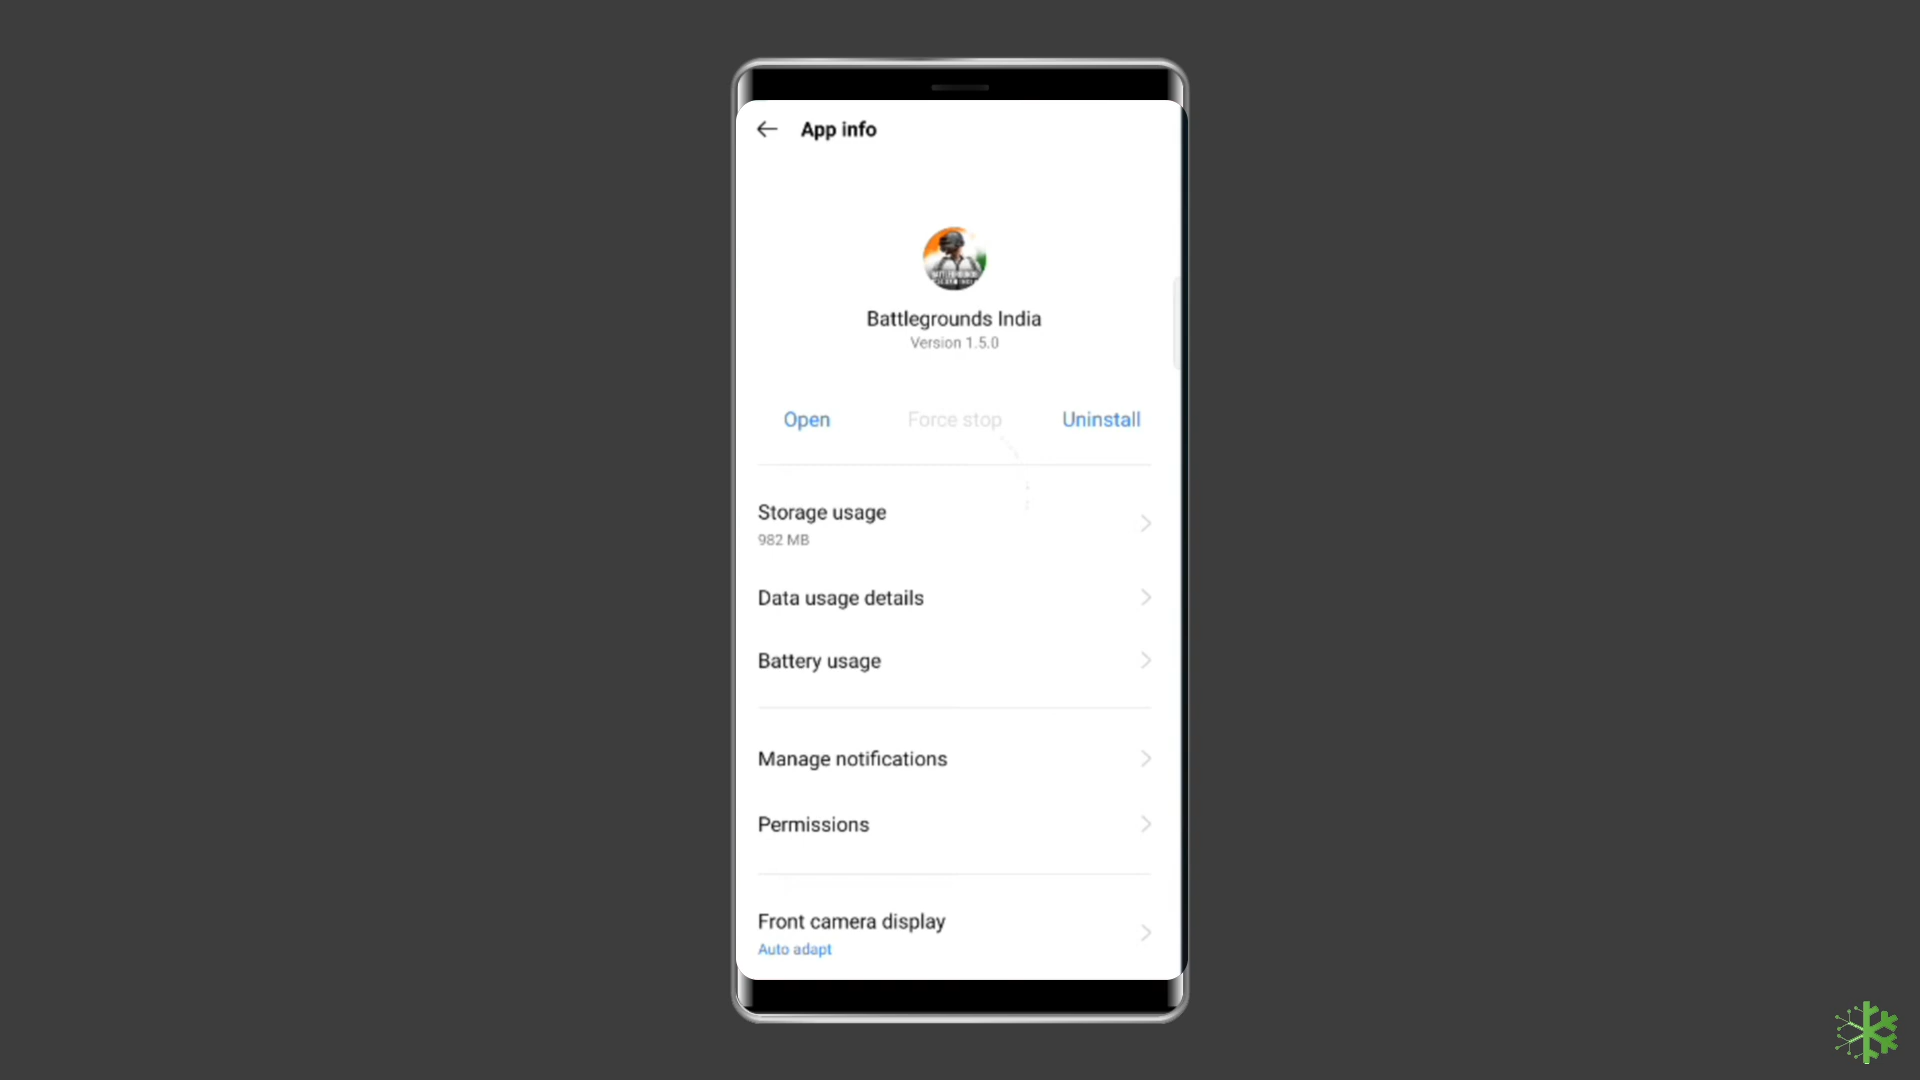 App info
Battlegrounds India
Version 1.5.0
Open
Force stop
Uninstall
Storage usage
982 MB
Data usage details
Battery usage
Manage notifications
Permissions
Front camera display
Auto adapt